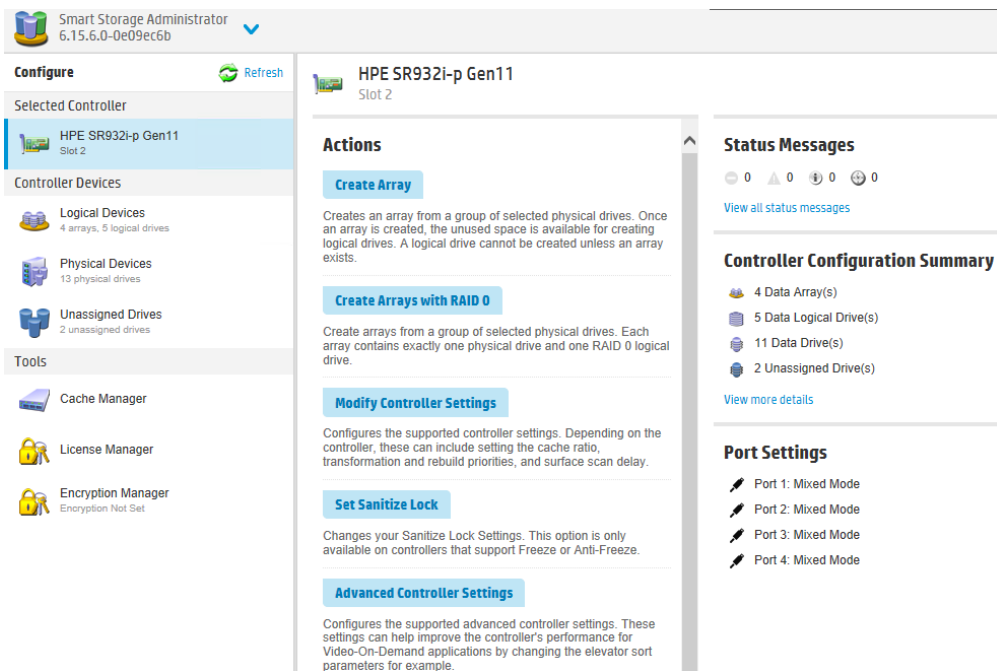 Smart Storage Administrator
6.15.6.0-0e09ec6b
Configure
Refresh
Selected Controller
HPE SR932i-p Gen11
Slot 2
Controller Devices
Logical Devices
4 arrays, 5 logical drives
Physical Devices
13 physical drives
Unassigned Drives
2 unassigned drives
Tools
Cache Manager
License Manager
Encryption Manager
Encryption Not Set
HPE SR932i-p Gen11
Slot 2
Actions
Create Array
Creates an array from a group of selected physical drives. Once
an array is created, the unused space is available for creating
logical drives. A logical drive cannot be created unless an array
exists.
Create Arrays with RAID 0
Create arrays from a group of selected physical drives. Each
array contains exactly one physical drive and one RAID 0 logical
drive.
Modify Controller Settings
Configures the supported controller settings. Depending on the
controller, these can include setting the cache ratio,
transformation and rebuild priorities, and surface scan delay.
Set Sanitize Lock
Changes your Sanitize Lock Settings. This option is only
available on controllers that support Freeze or Anti-Freeze.
Advanced Controller Settings
Configures the supported advanced controller settings. These
settings can help improve the controller's performance for
Video-On-Demand applications by changing the elevator sort
parameters for example.
Status Messages
0 0 0 0
View all status messages
Controller Configuration Summary
4 Data Array(s)
5 Data Logical Drive(s)
11 Data Drive(s)
2 Unassigned Drive(s)
View more details
Port Settings
Port 1: Mixed Mode
Port 2: Mixed Mode
Port 3: Mixed Mode
Port 4: Mixed Mode